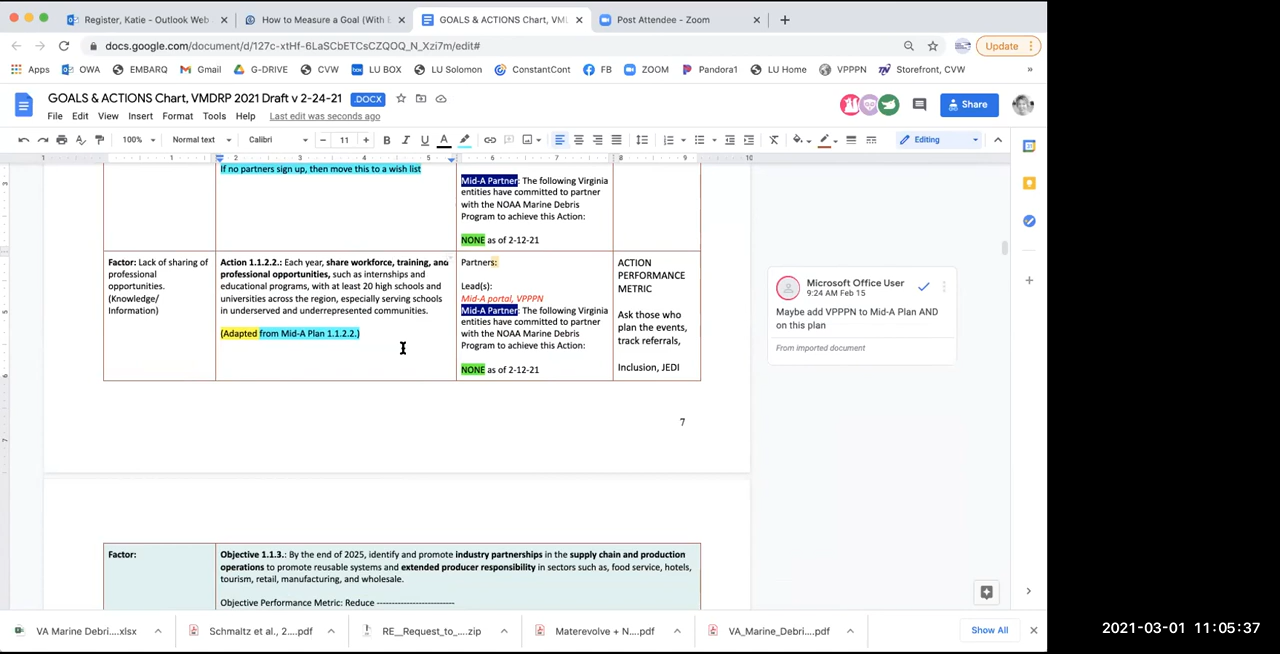 Register, Katie - Outlook Web
How to Measure a Goal (With
GOALS & ACTIONS Chart, VM
Post Attendee - Zoom
docs.google.com/document/d/127c-xtHf-6LaSCbETCsCZQOQ_N_Xzi7m/edit#
Update
Apps OWA EMBARQ Gmail G-DRIVE CVW LU BOX LU Solomon ConstantCont FB ZOOM Pandora1 LU Home VPPPN Storefront, CVW »
GOALS & ACTIONS Chart, VMDRP 2021 Draft v 2-24-21 .DOCX
File Edit View Insert Format Tools Help Last edit was seconds ago
Share
100% Normal text Calibri 11 B I U A Editing
1 1 2 3 4 5 6 7 8 9 10
If no partners sign up, then move this to a wish list
Mid-A Partner: The following Virginia
entities have committed to partner
with the NOAA Marine Debris
Program to achieve this Action:
NONE as of 2-12-21
Factor: Lack of sharing of
professional
opportunities.
(Knowledge/
Information)
Action 1.1.2.2.: Each year, share workforce, training, and
professional opportunities, such as internships and
educational programs, with at least 20 high schools and
universities across the region, especially serving schools
in underserved and underrepresented communities.
(Adapted from Mid-A Plan 1.1.2.2.)
Partners:
Lead(s):
Mid-A portal, VPPPN
Mid-A Partner: The following Virginia
entities have committed to partner
with the NOAA Marine Debris
Program to achieve this Action:
NONE as of 2-12-21
ACTION
PERFORMANCE
METRIC
Ask those who
plan the events,
track referrals,
Inclusion, JEDI
Microsoft Office User
9:24 AM Feb 15
Maybe add VPPPN to Mid-A Plan AND
on this plan
From imported document
7
Factor:
Objective 1.1.3.: By the end of 2025, identify and promote industry partnerships in the supply chain and production
operations to promote reusable systems and extended producer responsibility in sectors such as, food service, hotels,
tourism, retail, manufacturing, and wholesale.
Objective Performance Metric: Reduce --------------------------
VA Marine Debri....xlsx
Schmaltz et al., 2....pdf
RE__Request_to_....zip
Materevolve + N....pdf
VA_Marine_Debri....pdf
Show All
2021-03-01 11:05:37